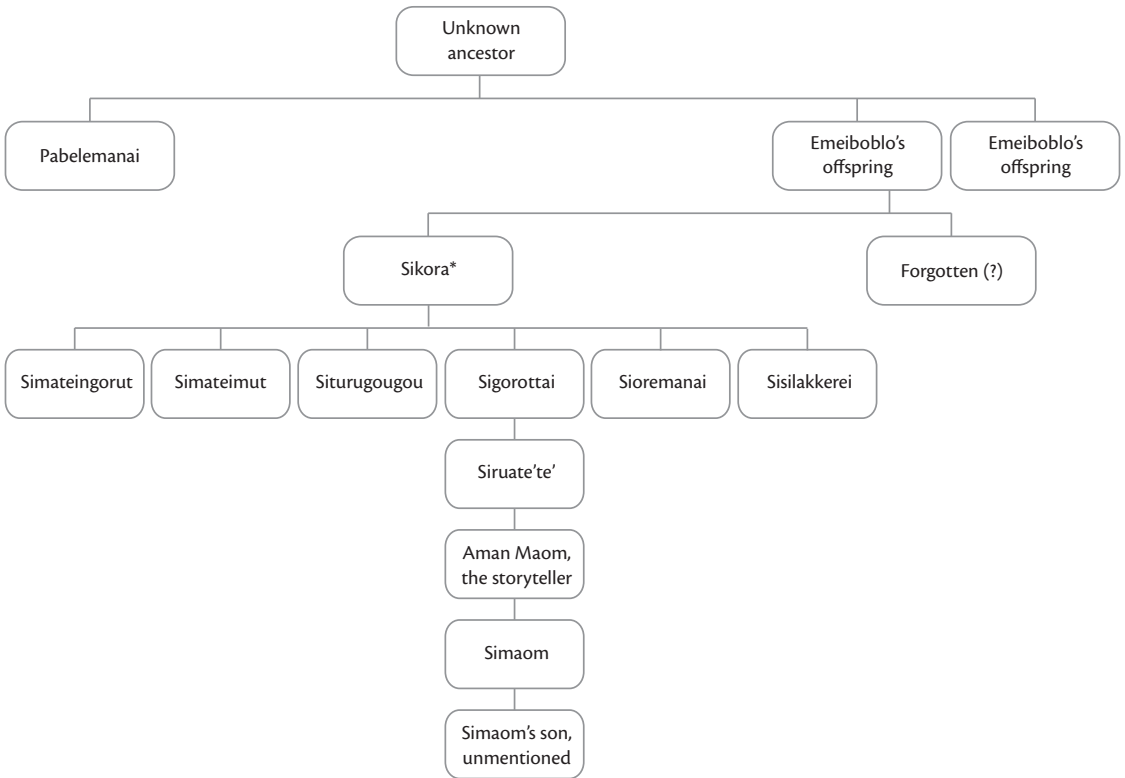 Unknown
ancestor
Pabelemanai
Emeiboblo’s
offspring
Emeiboblo’s
offspring
Sikora*
Forgotten (?)
Simateingorut
Simateimut
Siturugougou
Sigorottai
Sioremanai
Sisilakkerei
Siruate’te’
Aman Maom,
the storyteller
Simaom
Simaom’s son,
unmentioned